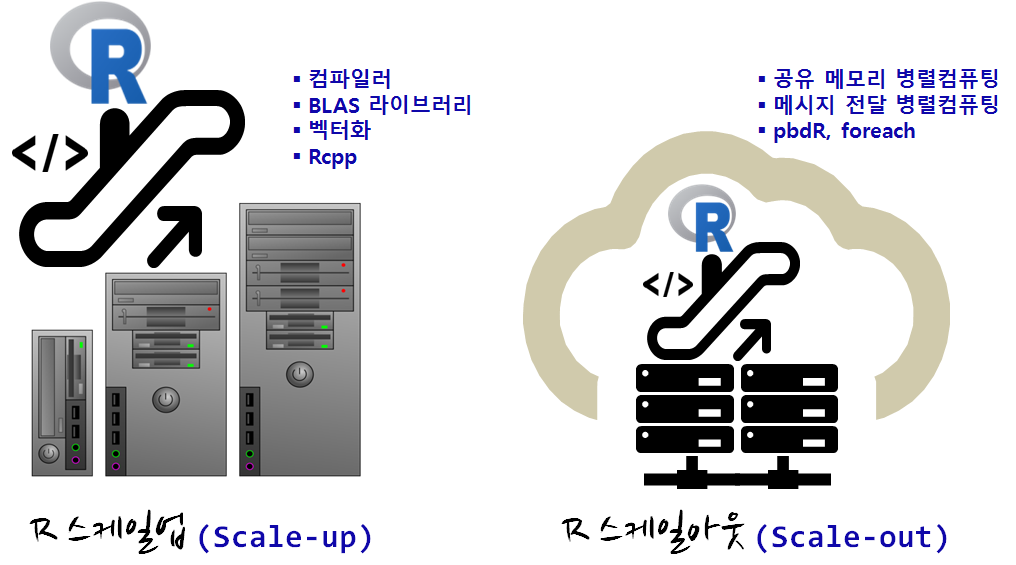 R
▪ 컴파일러
▪ BLAS 라이브러리
▪ 벡터화
▪ Rcpp
</>
R 스케일업 (Scale-up)
▪ 공유 메모리 병렬컴퓨팅
▪ 메시지 전달 병렬컴퓨팅
▪ pbdR, foreach
R
</>
R 스케일아웃 (Scale-out)